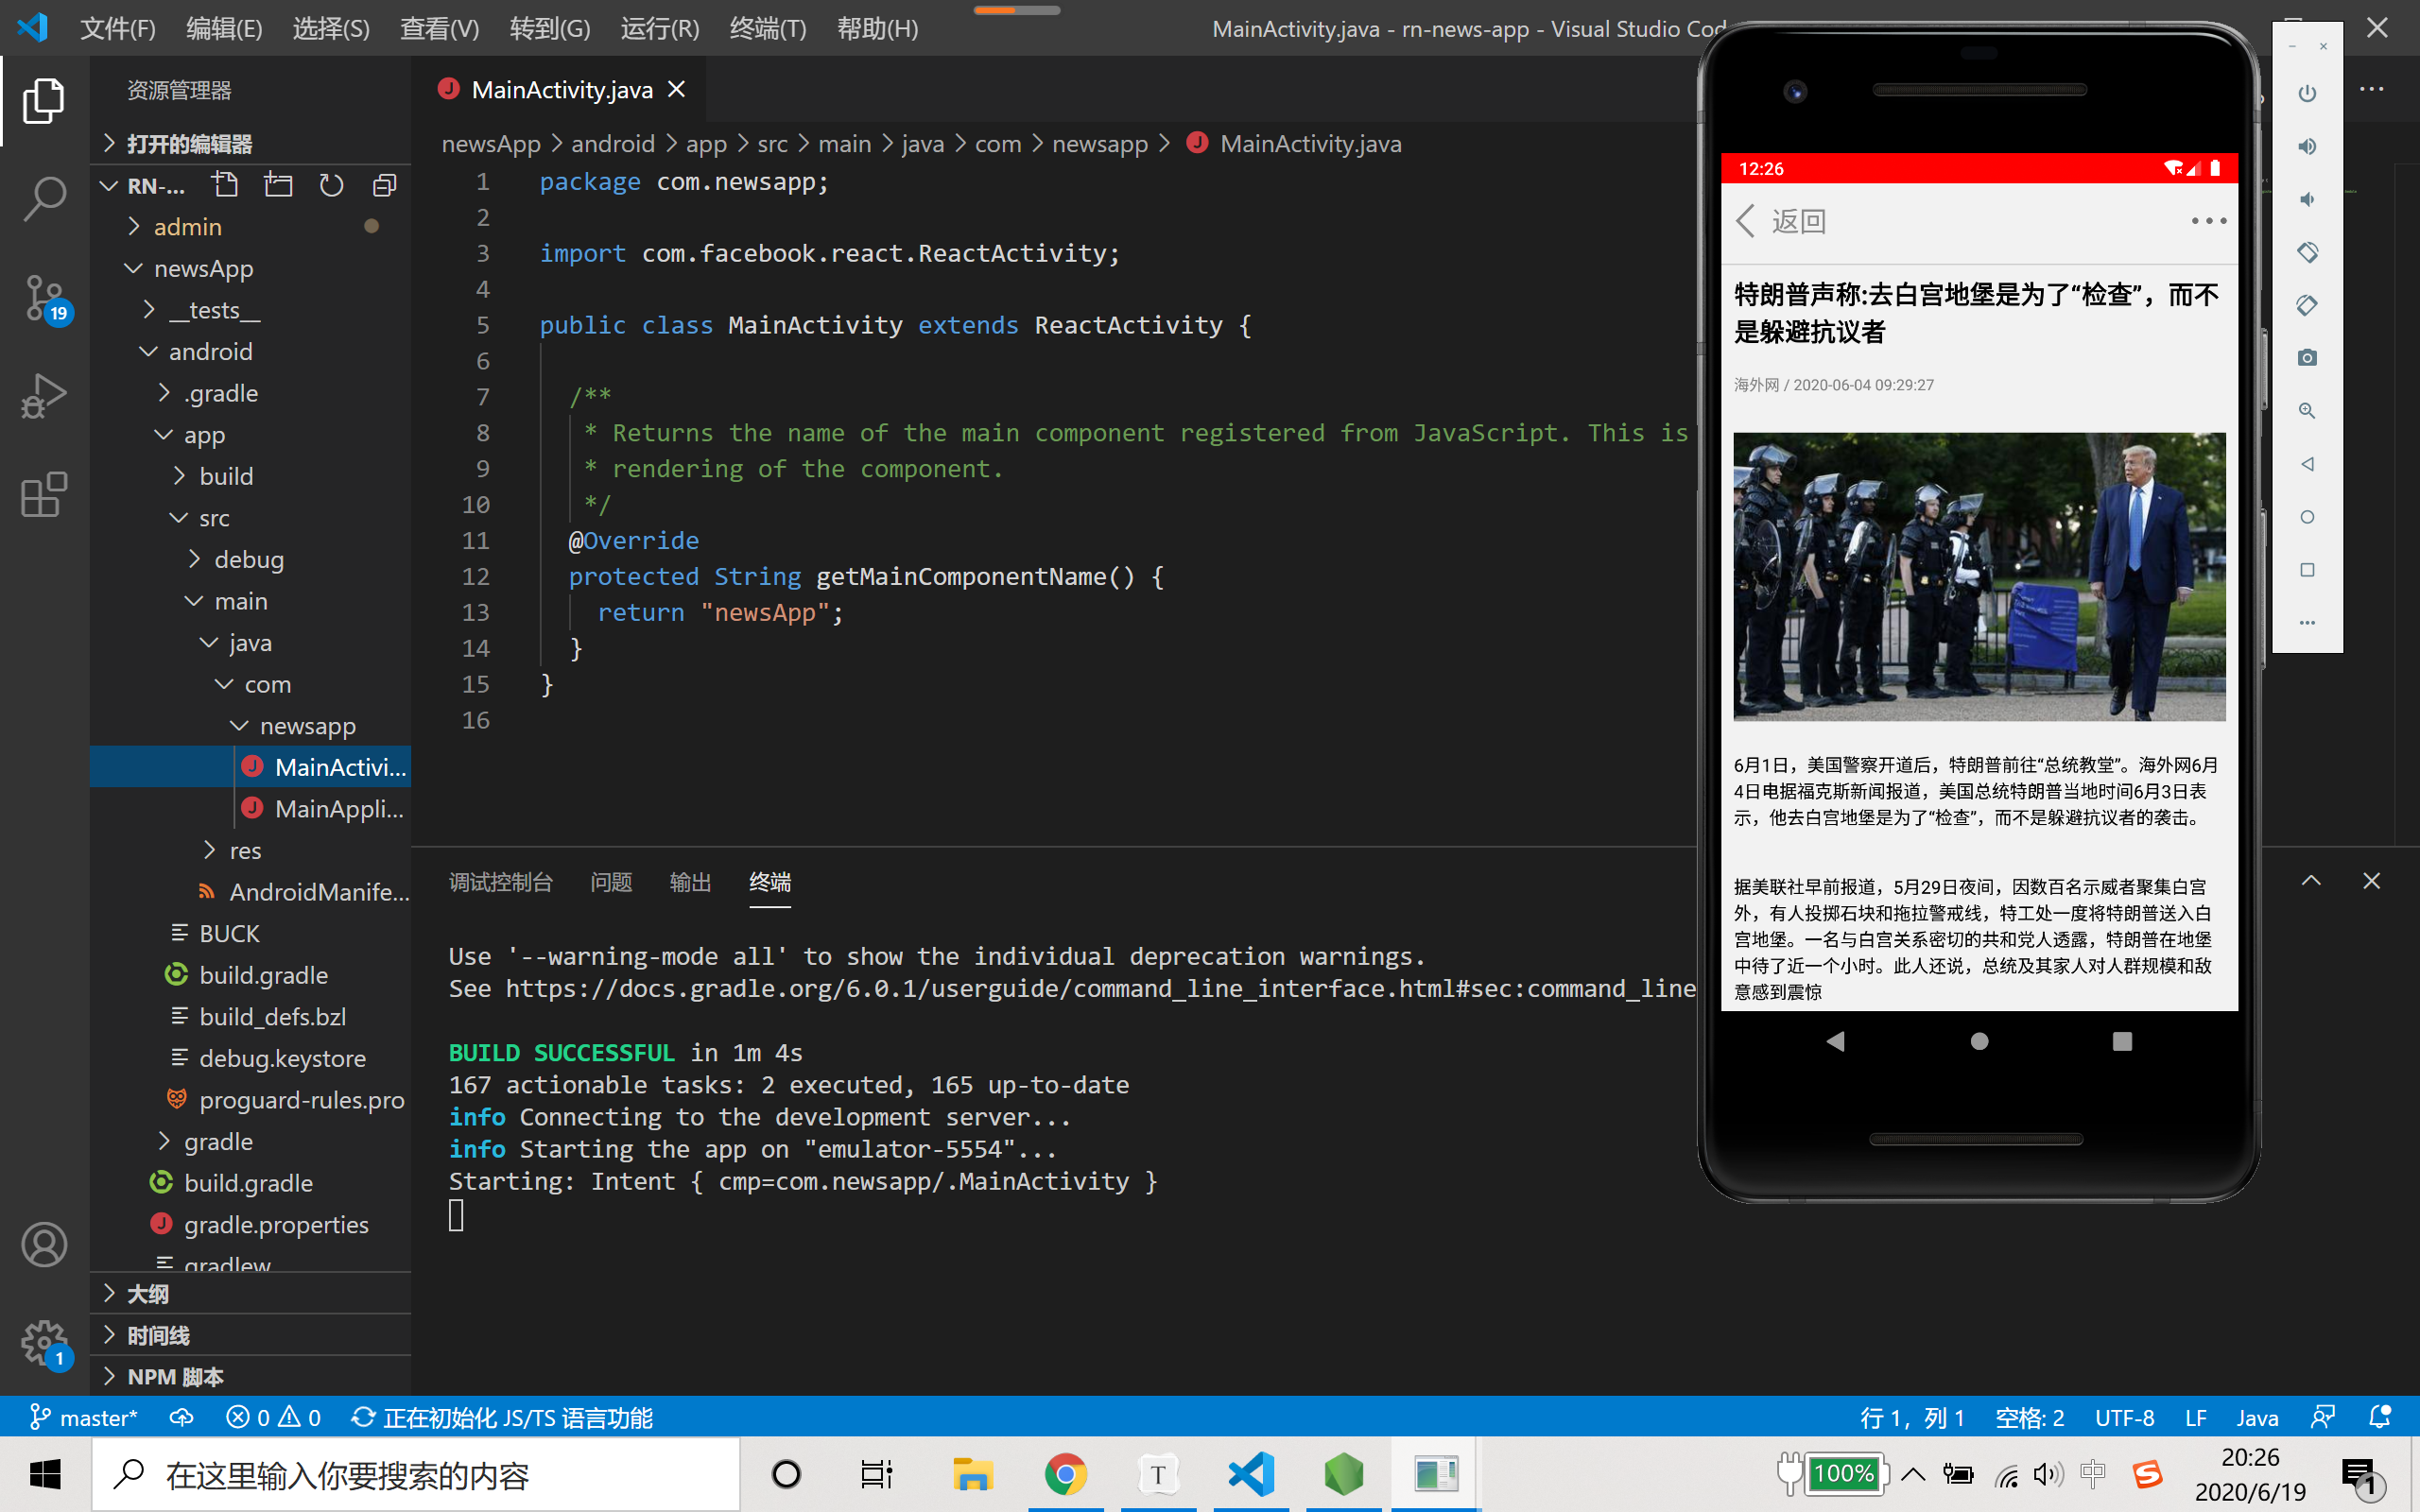 文件(F) 编辑(E) 选择(S) 查看(V) 转到(G) 运行(R) 终端(T) 帮助(H)
MainActivity.java - rn-news-app - Visual Studio Cod
资源管理器
打开的编辑器
RN-...
admin
newsApp
__tests__
android
.gradle
app
build
src
debug
main
java
com
newsapp
MainActivi...
MainAppli...
res
AndroidManife...
BUCK
build.gradle
build_defs.bzl
debug.keystore
proguard-rules.pro
gradle
build.gradle
gradle.properties
gradlew
大纲
时间线
NPM 脚本
19
1
MainActivity.java
newsApp > android > app > src > main > java > com > newsapp > MainActivity.java
1 package com.newsapp;
2
3 import com.facebook.react.ReactActivity;
4
5 public class MainActivity extends ReactActivity {
6
7 /**
8 * Returns the name of the main component registered from JavaScript. This is
9 * rendering of the component.
10 */
11 @Override
12 protected String getMainComponentName() {
13 return "newsApp";
14 }
15 }
16
调试控制台 问题 输出 终端
Use '--warning-mode all' to show the individual deprecation warnings.
See https://docs.gradle.org/6.0.1/userguide/command_line_interface.html#sec:command_line
BUILD SUCCESSFUL in 1m 4s
167 actionable tasks: 2 executed, 165 up-to-date
info Connecting to the development server...
info Starting the app on "emulator-5554"...
Starting: Intent { cmp=com.newsapp/.MainActivity }
12:26
返回
特朗普声称:去白宫地堡是为了“检查”，而不
是躲避抗议者
海外网 / 2020-06-04 09:29:27
6月1日，美国警察开道后，特朗普前往“总统教堂”。海外网6月
4日电据福克斯新闻报道，美国总统特朗普当地时间6月3日表
示，他去白宫地堡是为了“检查”，而不是躲避抗议者的袭击。
据美联社早前报道，5月29日夜间，因数百名示威者聚集白宫
外，有人投掷石块和拖拉警戒线，特工处一度将特朗普送入白
宫地堡。一名与白宫关系密切的共和党人透露，特朗普在地堡
中待了近一个小时。此人还说，总统及其家人对人群规模和敌
意感到震惊
master* 0 0 正在初始化 JS/TS 语言功能
行 1，列 1 空格: 2 UTF-8 LF Java
在这里输入你要搜索的内容
T
100%
中
S
20:26
2020/6/19
1